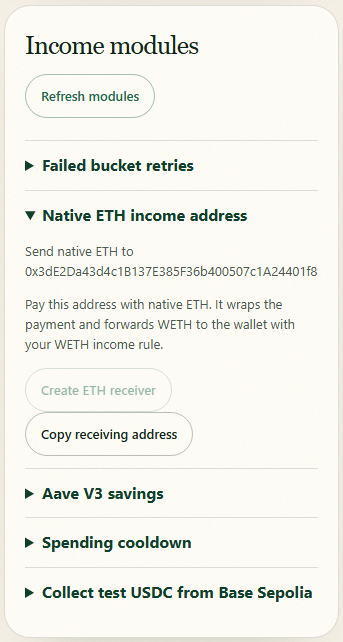 Income modules
Refresh modules
Failed bucket retries
Native ETH income address
Send native ETH to
0x3dE2Da43d4c1B137E385F36b400507c1A24401f8
Pay this address with native ETH. It wraps the
payment and forwards WETH to the wallet with
your WETH income rule.
Create ETH receiver
Copy receiving address
Aave V3 savings
Spending cooldown
Collect test USDC from Base Sepolia